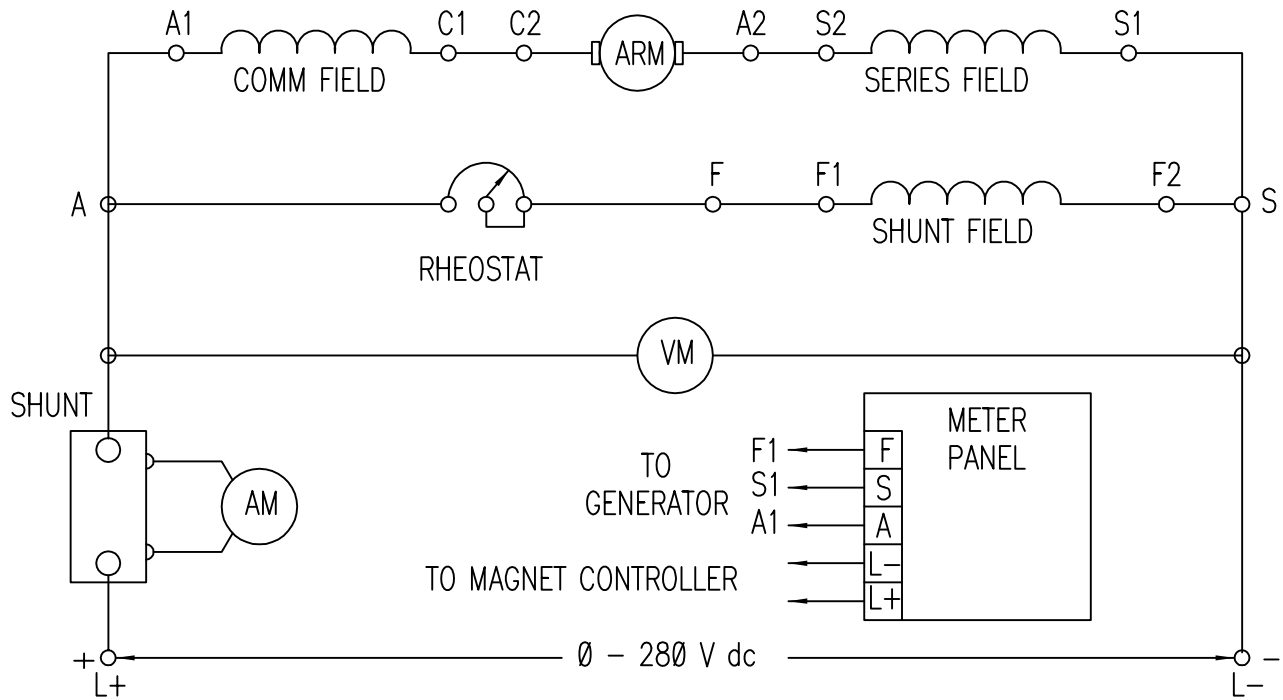 A1 C1 C2 ARM A2 S2 S1
COMM FIELD SERIES FIELD
A F F1 F2 S
RHEOSTAT SHUNT FIELD
VM
SHUNT
AM
METER
PANEL
TO
GENERATOR
F1 F
S1 S
A1 A
TO MAGNET CONTROLLER
L-
L+
+ Ø - 28Ø V dc -
L+ L-